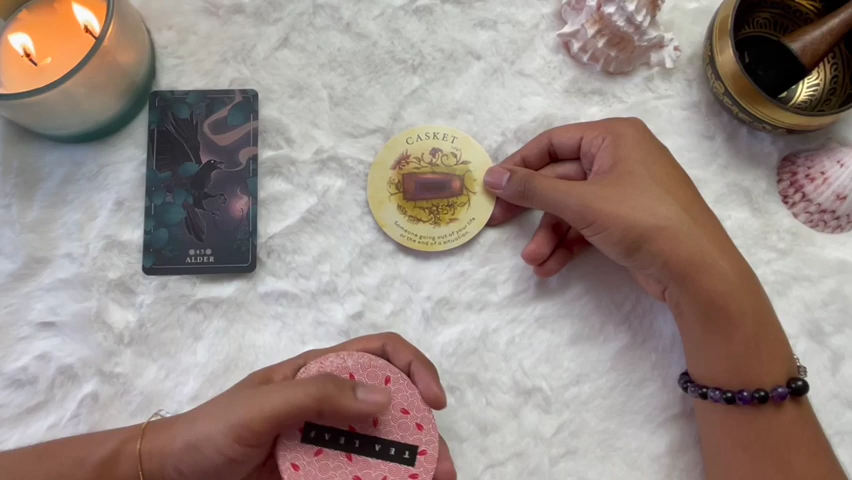 CASKET
Someone going out of your life
or the end of a situation.
43
ALDER
TEA LEAF